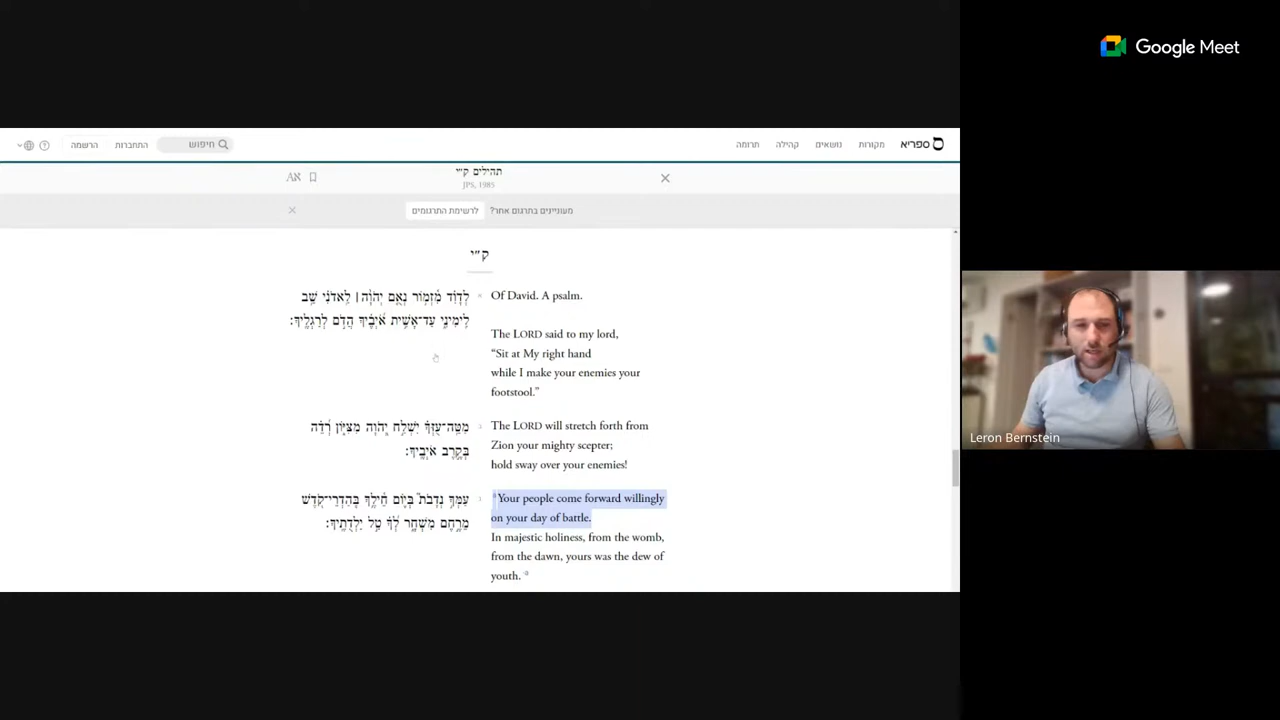 Google Meet
ספריא
מקורות
נושאים
קהילה
תרומה
חיפוש
הרשמה
התחברות
תהילים ק״י
JPS, 1985
אA
מעוניינים בתרגום אחר?
לרשימת התרגומים
ק״י
לְדָוִ֗ד מִ֫זְמ֥וֹר נְאֻ֤ם יְהֹוָ֨ה ׀ לַֽאדֹנִ֗י שֵׁ֥ב
לִֽימִינִ֑י עַד־אָשִׁ֥ית אֹ֝יְבֶ֗יךָ הֲדֹ֣ם לְרַגְלֶֽיךָ׃
Of David. A psalm.
The LORD said to my lord,
“Sit at My right hand
while I make your enemies your
footstool.”
מַטֵּֽה־עֻזְּךָ֗ יִשְׁלַ֣ח יְ֭הֹוָה מִצִּיּ֑וֹן רְ֝דֵ֗ה
בְּקֶ֣רֶב אֹיְבֶֽיךָ׃
The LORD will stretch forth from
Zion your mighty scepter;
hold sway over your enemies!
עַמְּךָ֣ נְדָבֹת֮ בְּי֢וֹם חֵ֫ילֶ֥ךָ בְּֽהַדְרֵי־קֹ֭דֶשׁ
מֵרֶ֣חֶם מִשְׁחָ֑ר לְ֝ךָ֗ טַ֣ל יַלְדֻתֶֽיךָ׃
Your people come forward willingly
on your day of battle.
In majestic holiness, from the womb,
from the dawn, yours was the dew of
youth.
Leron Bernstein